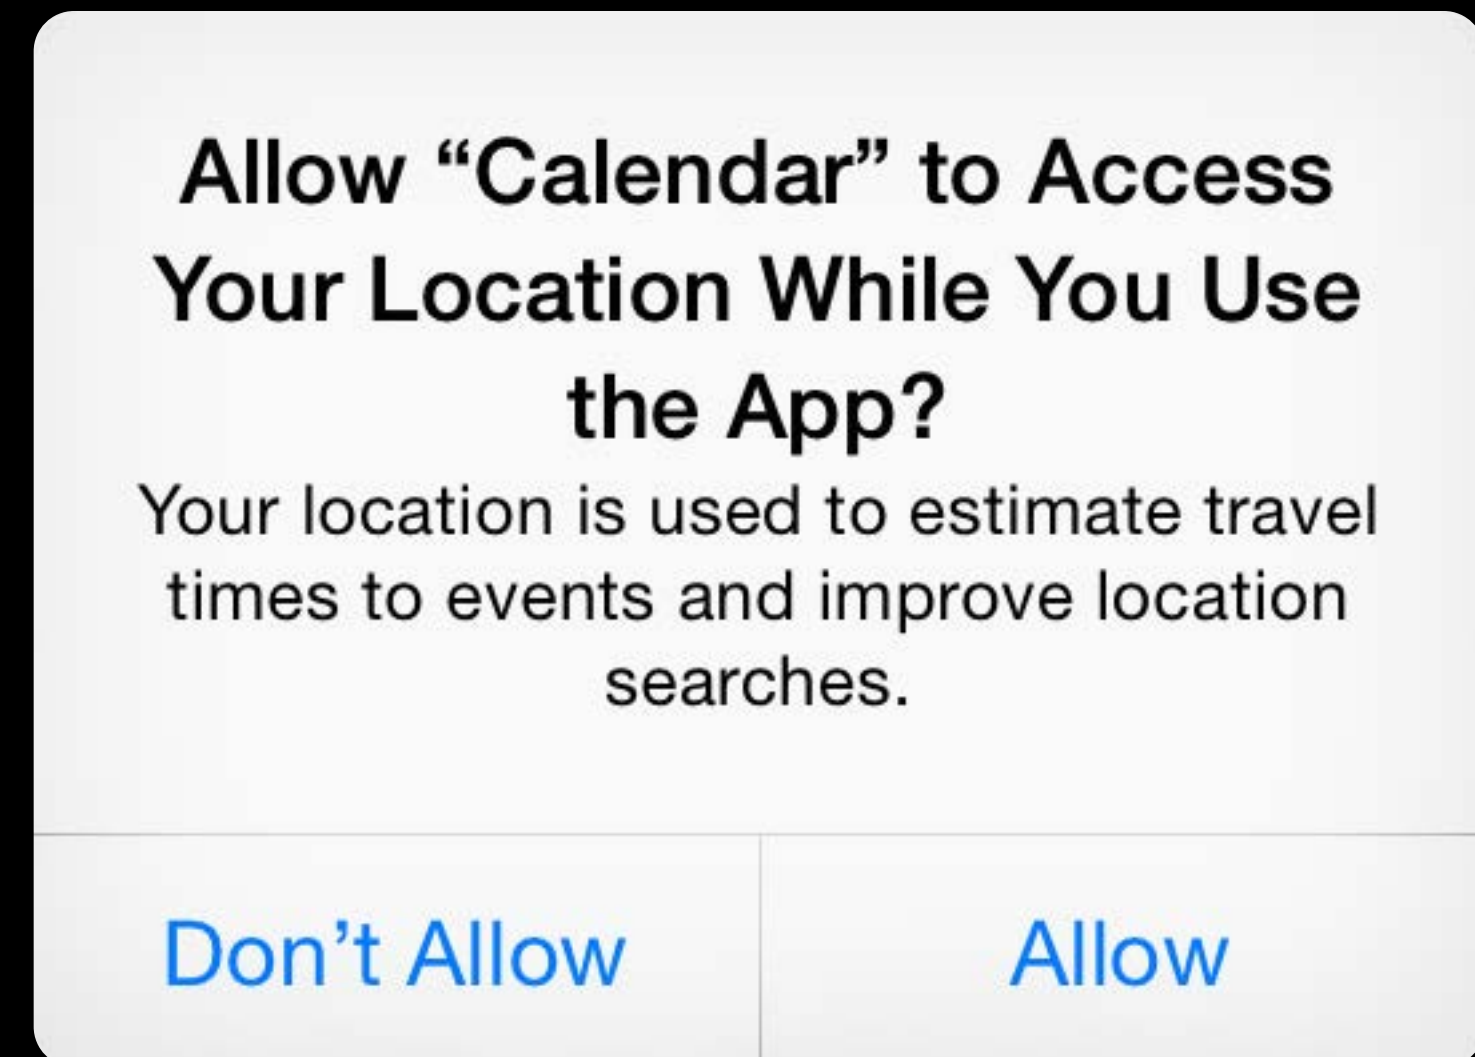 Allow “Calendar” to Access
Your Location While You Use
the App?
Your location is used to estimate travel
times to events and improve location
searches.
Don’t Allow
Allow